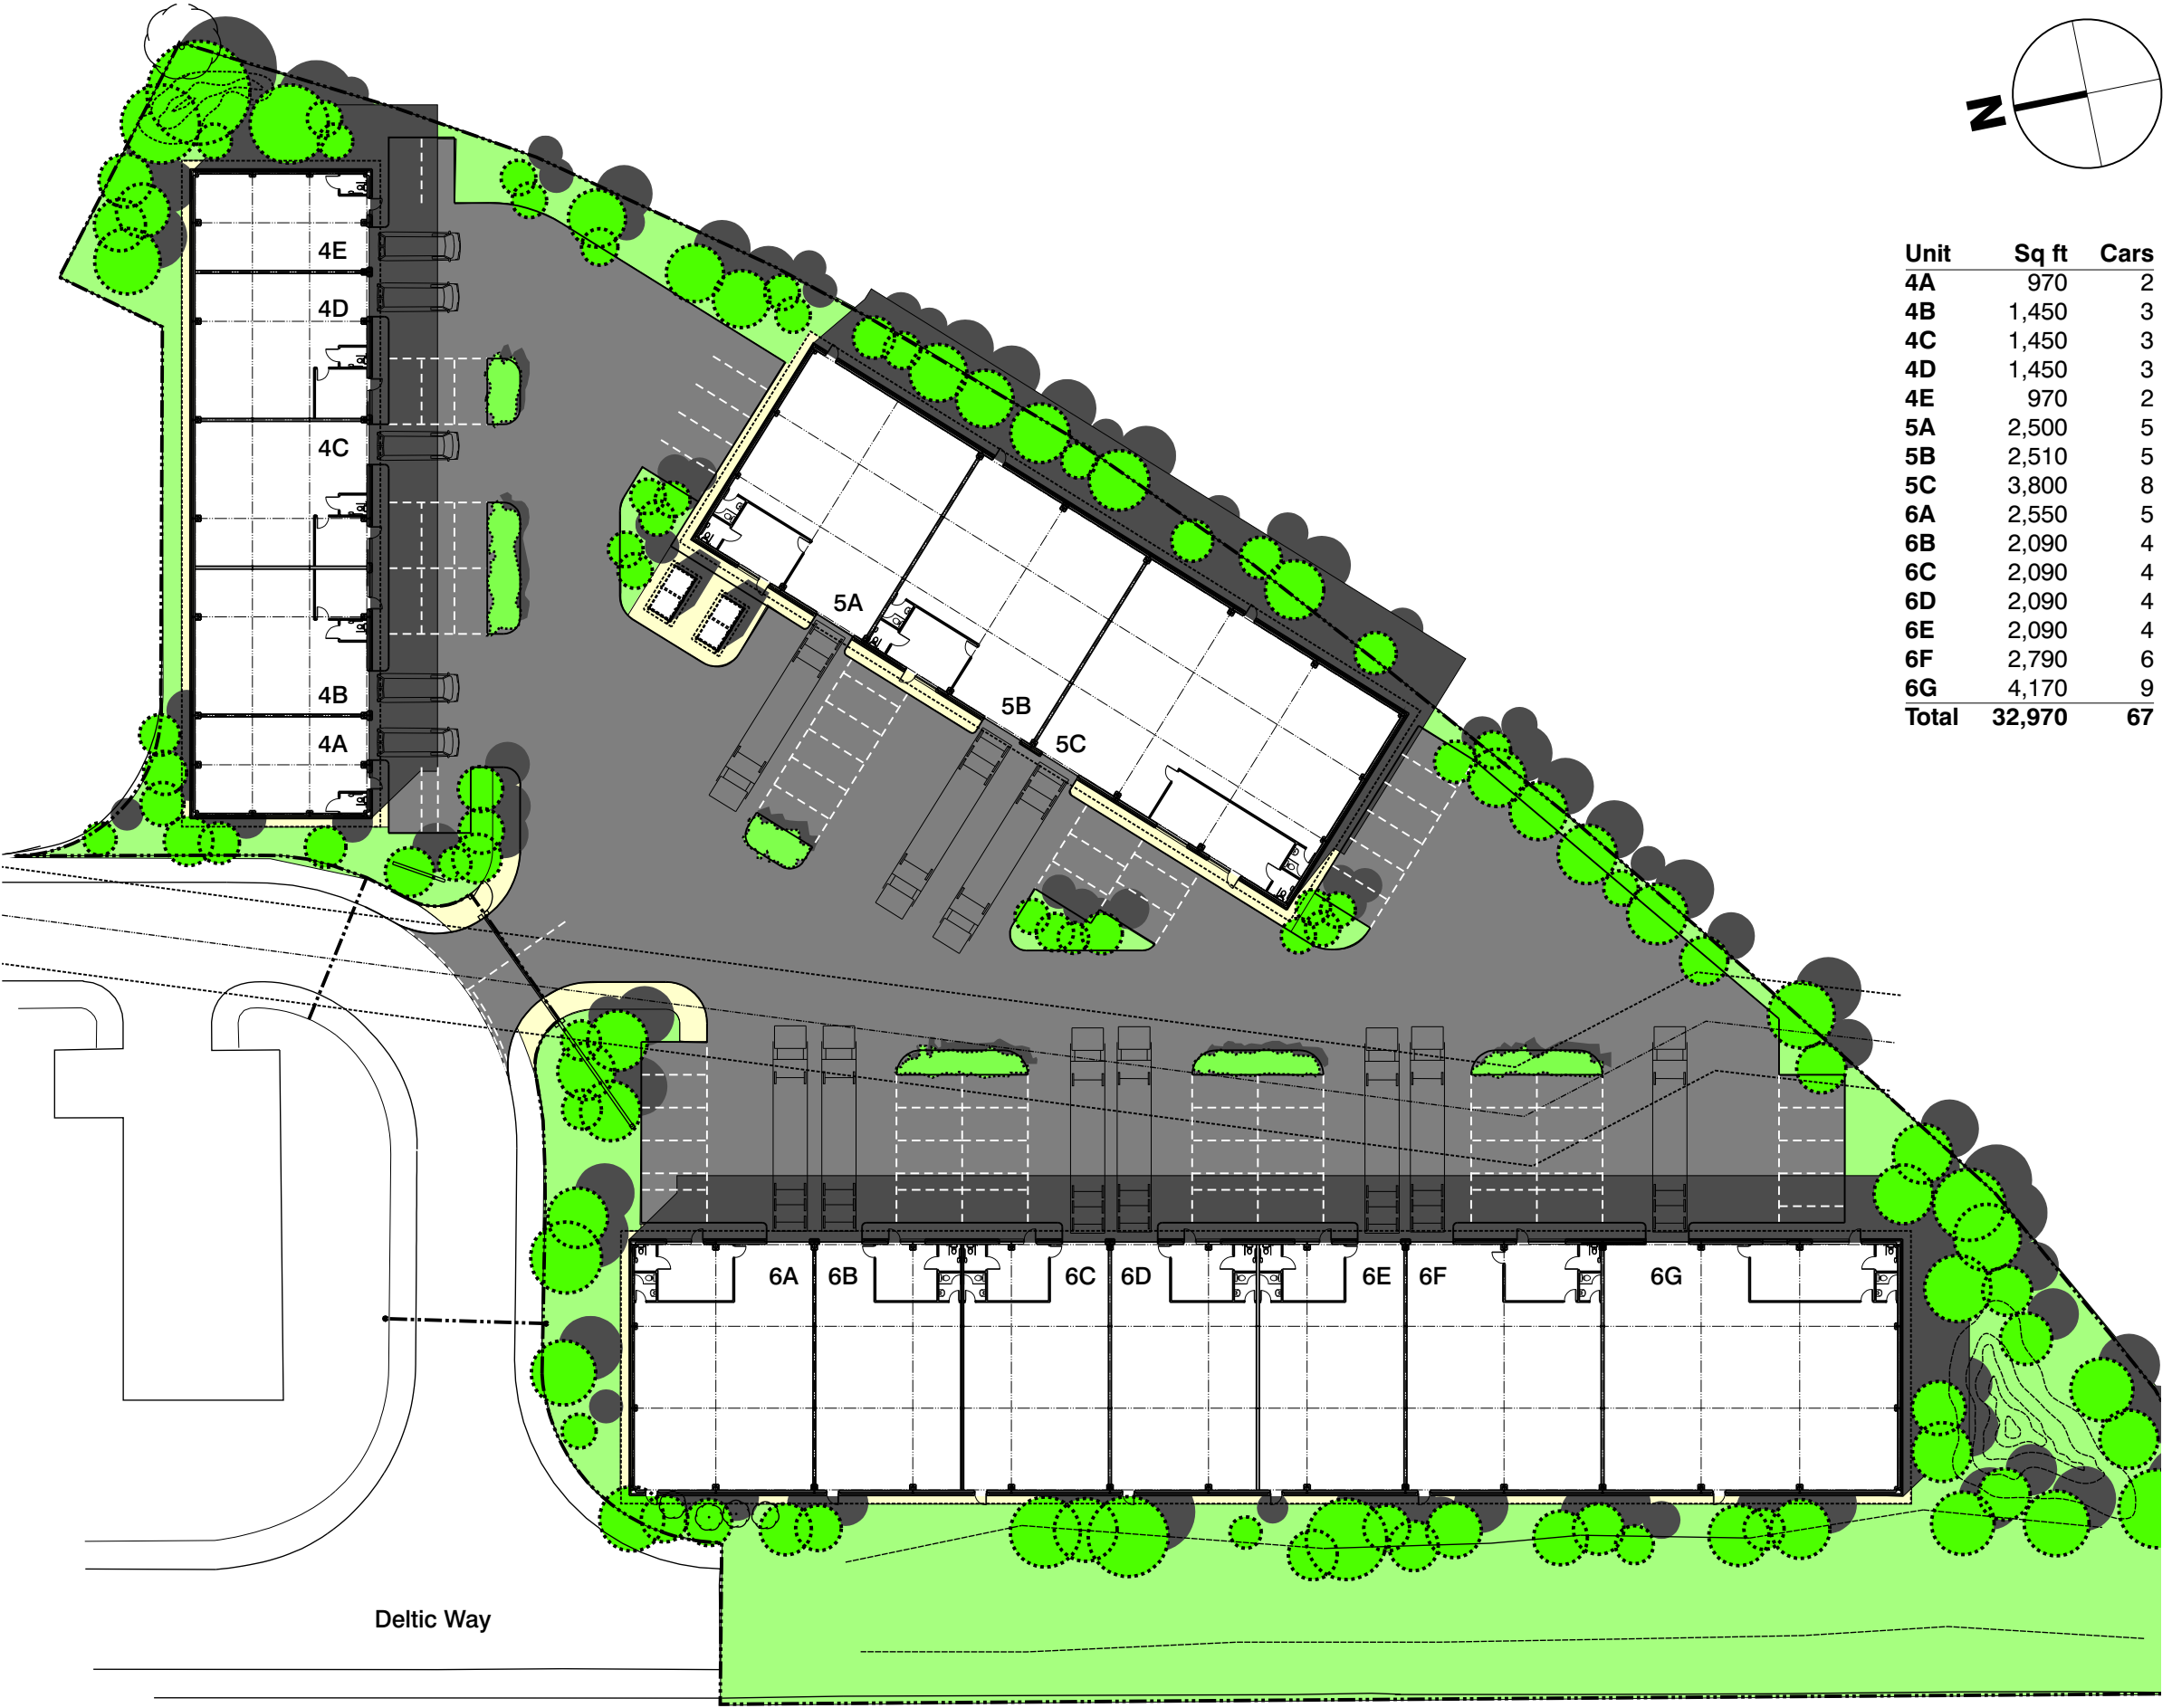 N
Unit Sq ft Cars
4A 970 2
4B 1,450 3
4C 1,450 3
4D 1,450 3
4E 970 2
5A 2,500 5
5B 2,510 5
5C 3,800 8
6A 2,550 5
6B 2,090 4
6C 2,090 4
6D 2,090 4
6E 2,090 4
6F 2,790 6
6G 4,170 9
Total 32,970 67
4E
4D
4C
4B
4A
5A
5B
5C
6A 6B 6C 6D 6E 6F 6G
Deltic Way